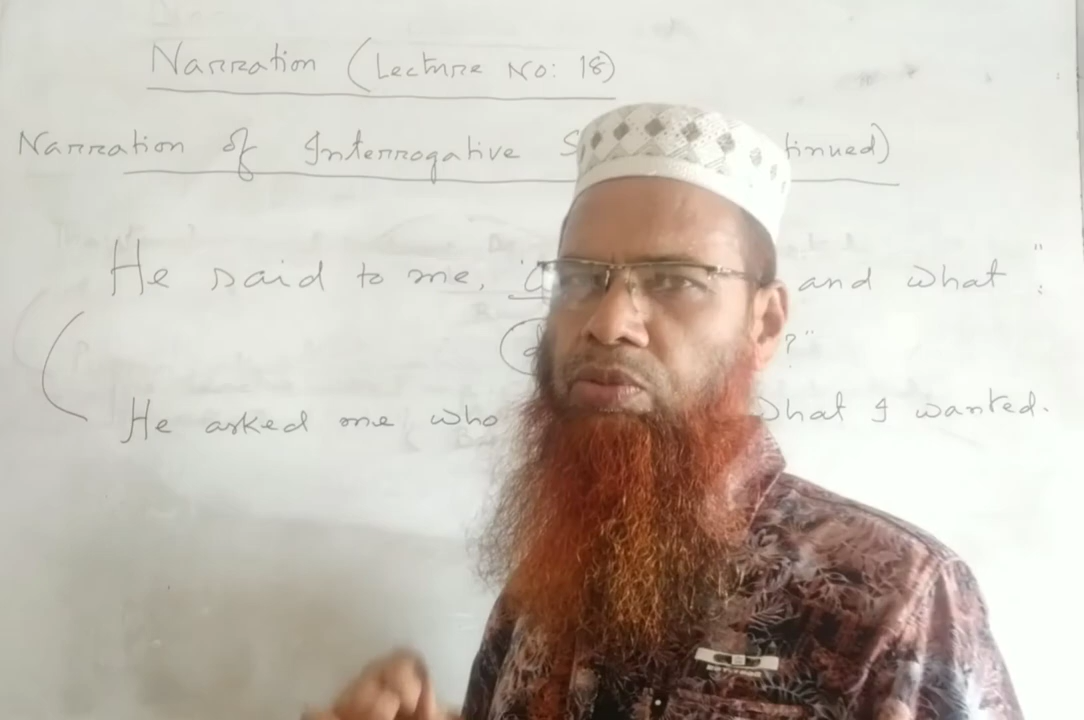 Narration (Lecture No: 18)
Narration of Interrogative tinued)
He said to me, " and what "
?"
He asked me who what I wanted.